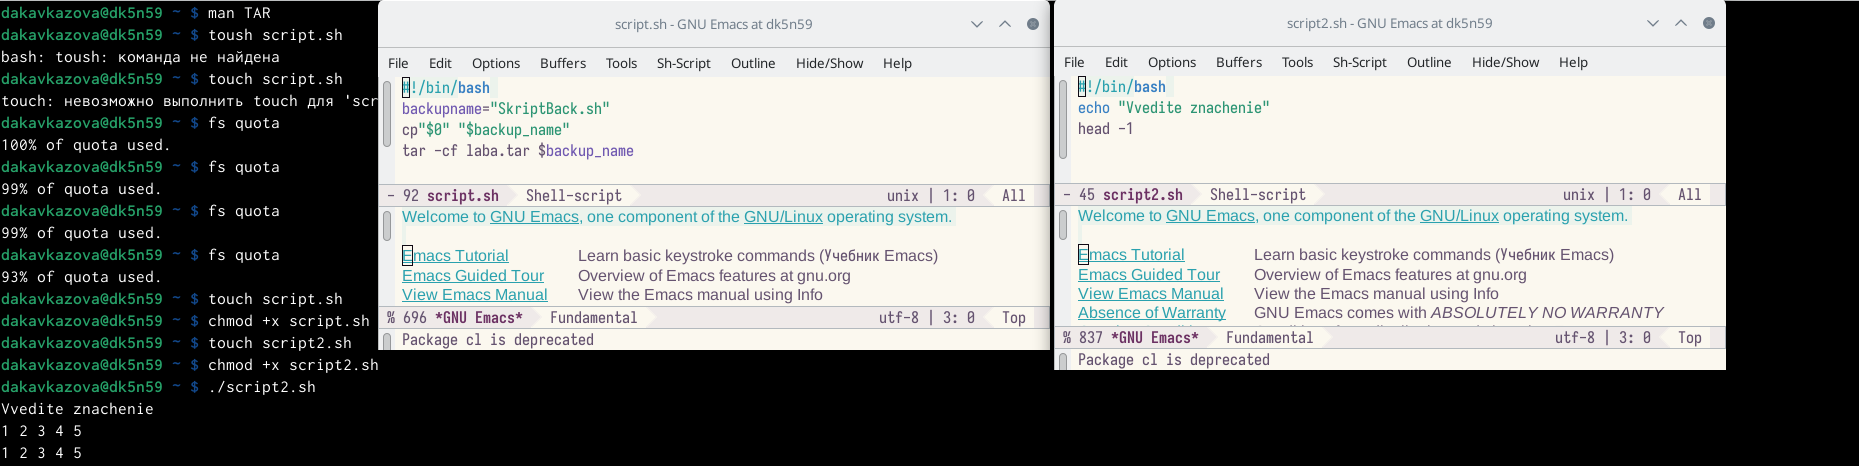 dakavkazova@dk5n59 ~ $ man TAR
dakavkazova@dk5n59 ~ $ toush script.sh
bash: toush: команда не найдена
dakavkazova@dk5n59 ~ $ touch script.sh
touch: невозможно выполнить touch для 'scr
dakavkazova@dk5n59 ~ $ fs quota
100% of quota used.
dakavkazova@dk5n59 ~ $ fs quota
99% of quota used.
dakavkazova@dk5n59 ~ $ fs quota
99% of quota used.
dakavkazova@dk5n59 ~ $ fs quota
93% of quota used.
dakavkazova@dk5n59 ~ $ touch script.sh
dakavkazova@dk5n59 ~ $ chmod +x script.sh
dakavkazova@dk5n59 ~ $ touch script2.sh
dakavkazova@dk5n59 ~ $ chmod +x script2.sh
dakavkazova@dk5n59 ~ $ ./script2.sh
Vvedite znachenie
1 2 3 4 5
1 2 3 4 5
script.sh - GNU Emacs at dk5n59
File Edit Options Buffers Tools Sh-Script Outline Hide/Show Help
#!/bin/bash
backupname="SkriptBack.sh"
cp"$0" "$backup_name"
tar -cf laba.tar $backup_name
- 92 script.sh Shell-script unix | 1: 0 All
Welcome to GNU Emacs, one component of the GNU/Linux operating system.
Emacs Tutorial Learn basic keystroke commands (Учебник Emacs)
Emacs Guided Tour Overview of Emacs features at gnu.org
View Emacs Manual View the Emacs manual using Info
% 696 *GNU Emacs* Fundamental utf-8 | 3: 0 Top
Package cl is deprecated
script2.sh - GNU Emacs at dk5n59
File Edit Options Buffers Tools Sh-Script Outline Hide/Show Help
#!/bin/bash
echo "Vvedite znachenie"
head -1
- 45 script2.sh Shell-script unix | 1: 0 All
Welcome to GNU Emacs, one component of the GNU/Linux operating system.
Emacs Tutorial Learn basic keystroke commands (Учебник Emacs)
Emacs Guided Tour Overview of Emacs features at gnu.org
View Emacs Manual View the Emacs manual using Info
Absence of Warranty GNU Emacs comes with ABSOLUTELY NO WARRANTY
% 837 *GNU Emacs* Fundamental utf-8 | 3: 0 Top
Package cl is deprecated